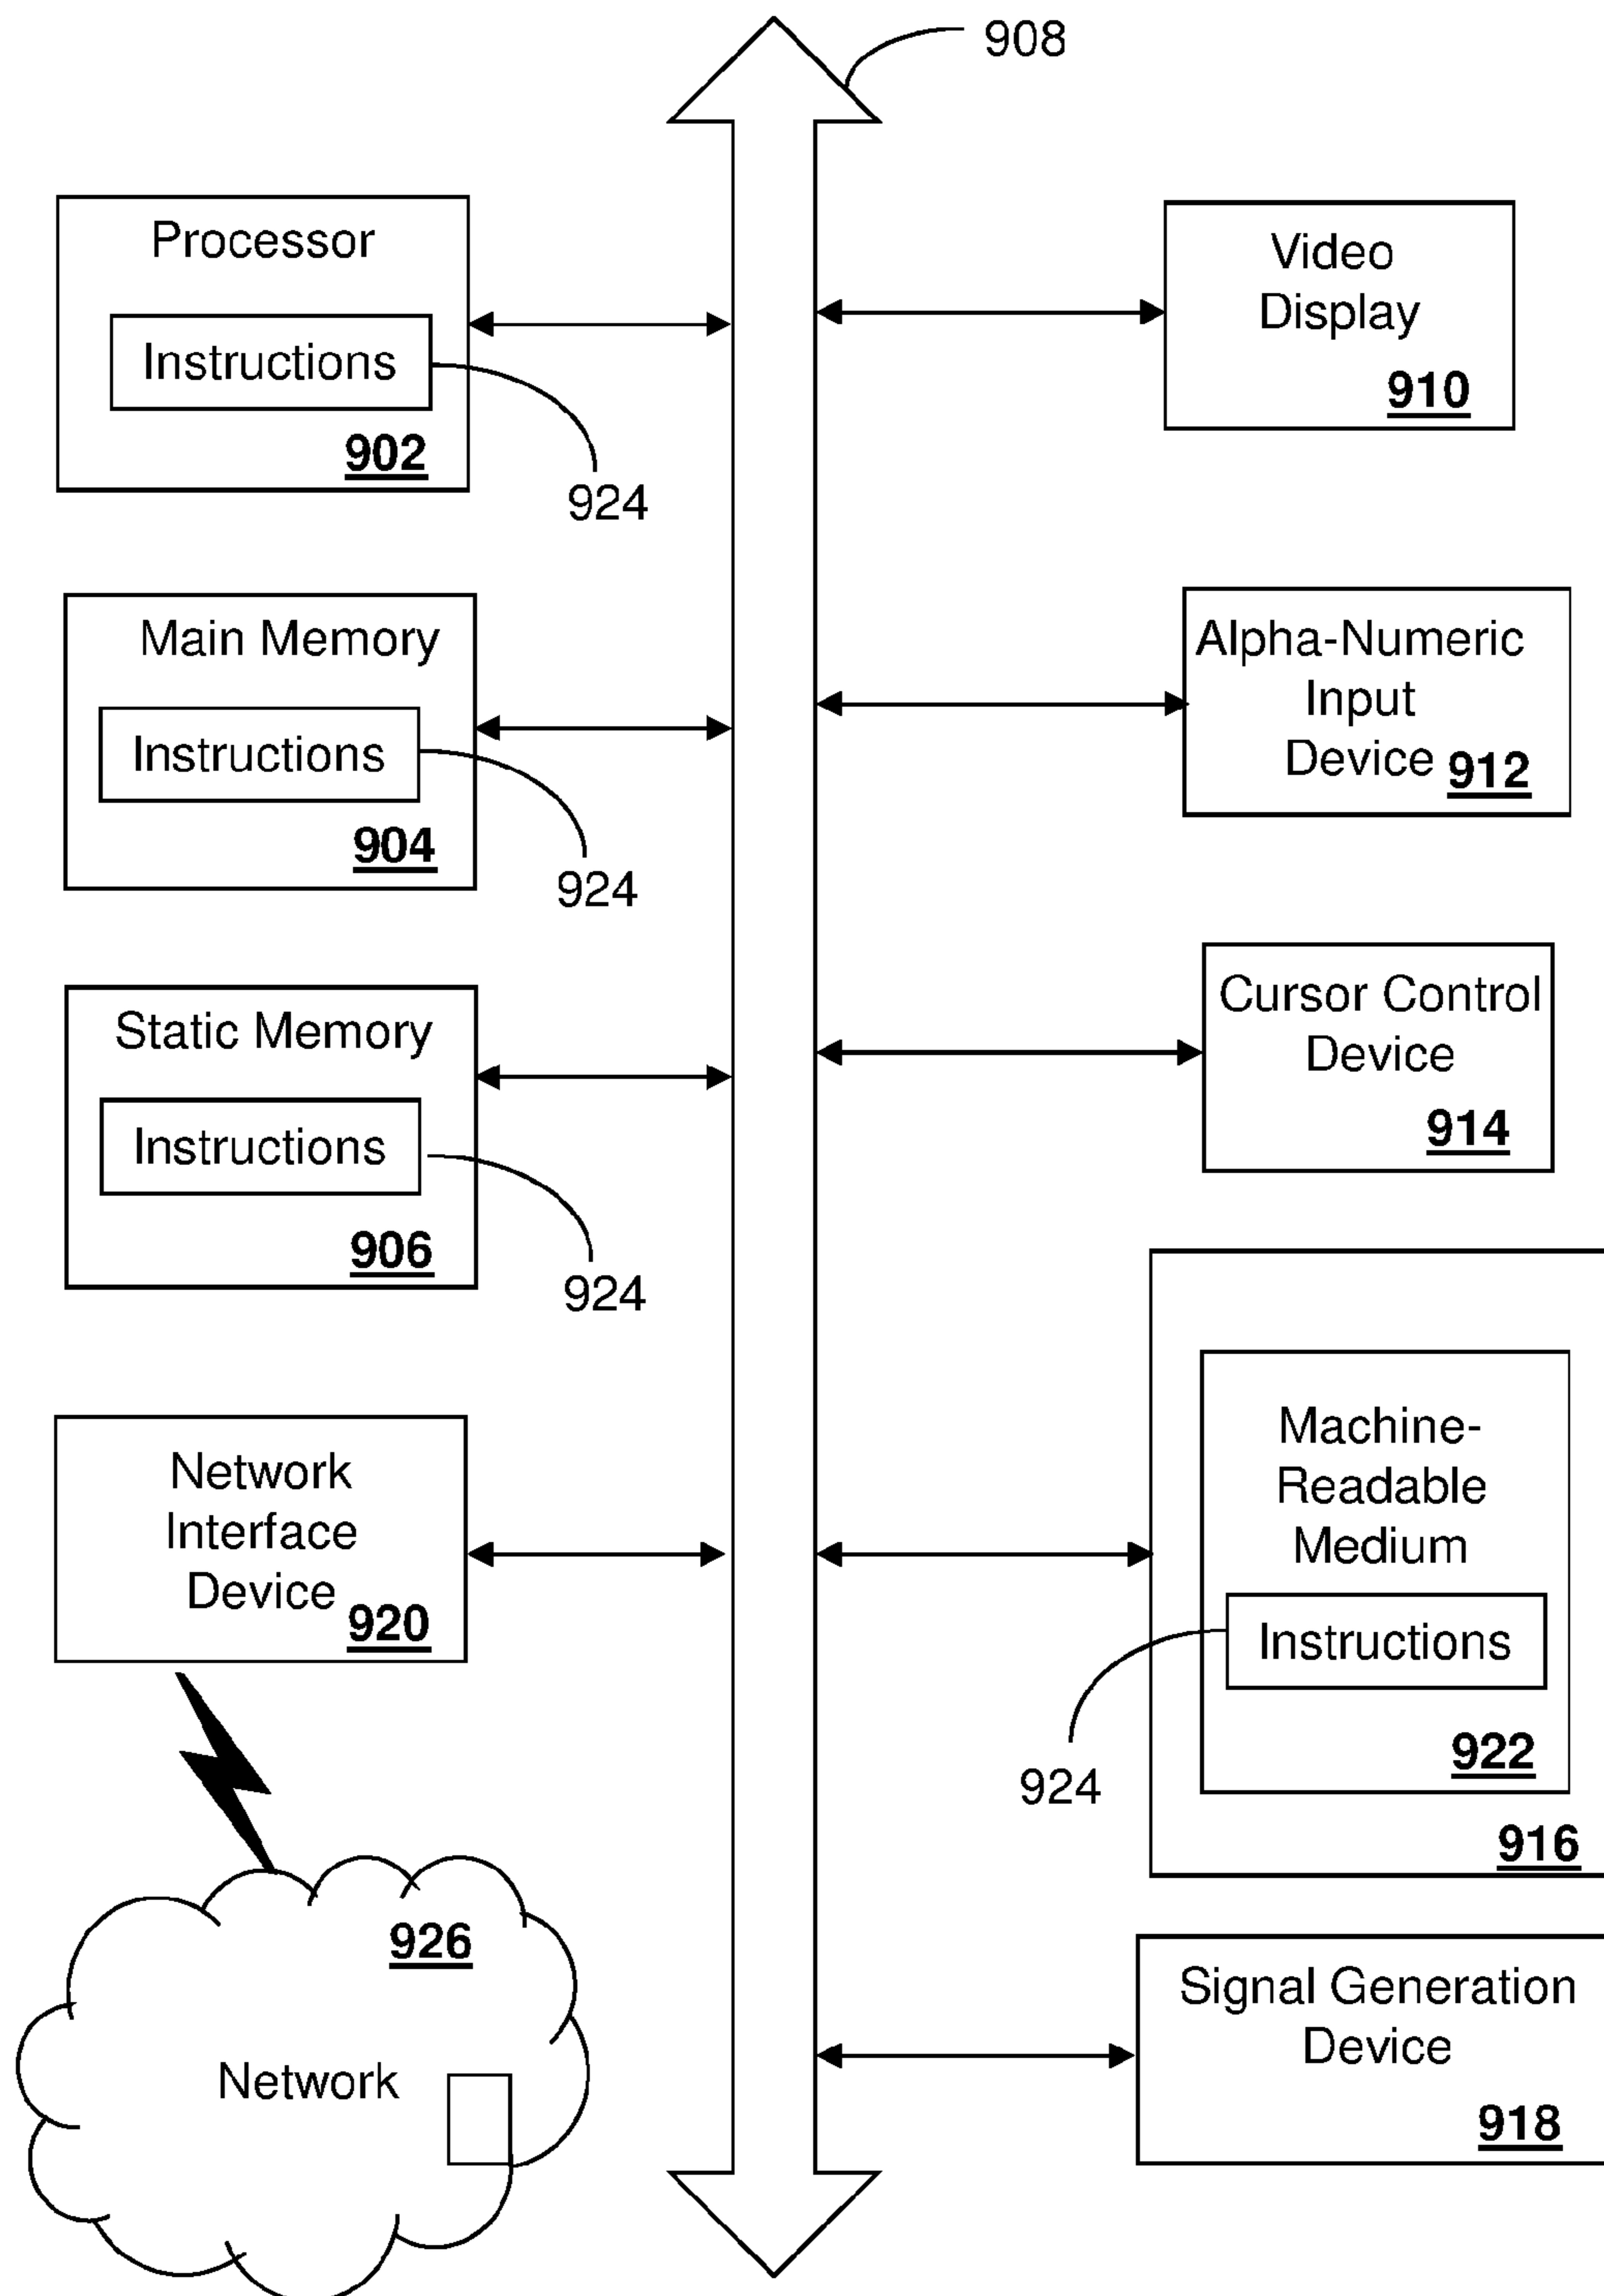 908
Processor
Instructions
902
924
Main Memory
Instructions
904
924
Static Memory
Instructions
906
924
Network
Interface
Device
920
926
Network
Video
Display
910
Alpha-Numeric
Input
Device
912
Cursor Control
Device
914
Machine-
Readable
Medium
Instructions
922
924
916
Signal Generation
Device
918